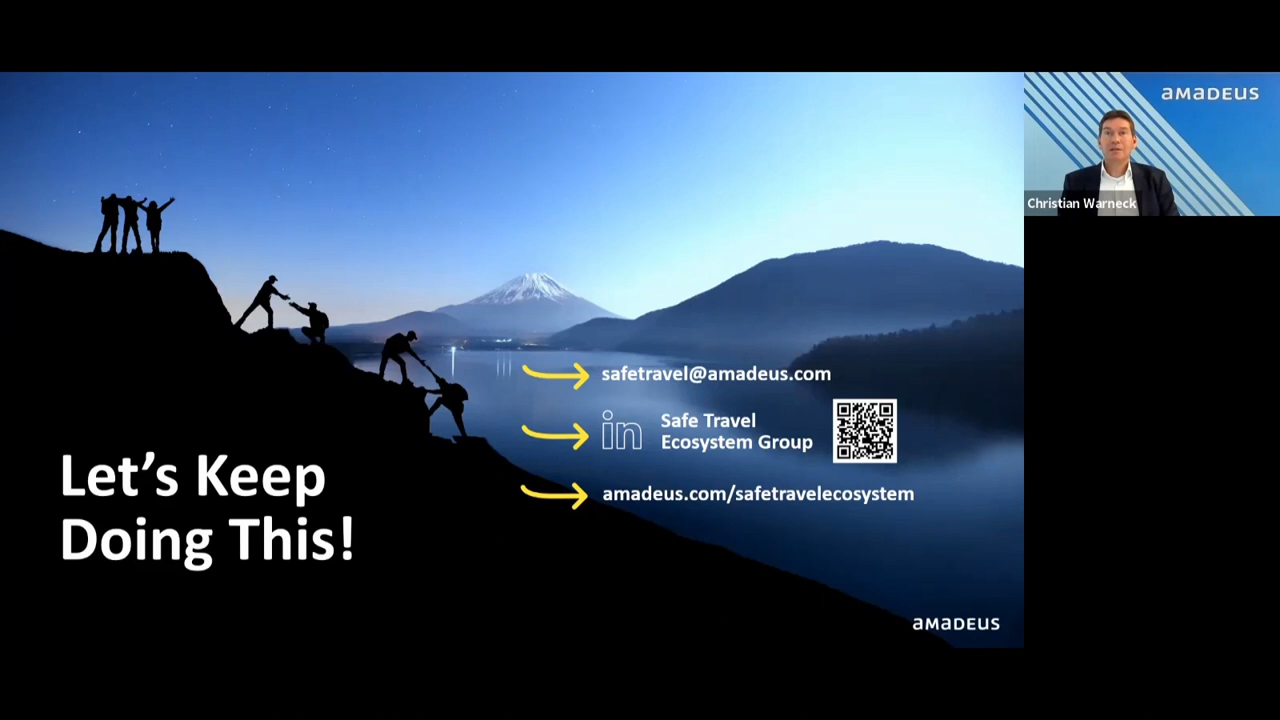 AMADEUS
Christian Warneck
safetravel@amadeus.com
in
Safe Travel
Ecosystem Group
amadeus.com/safetravelecosystem
Let's Keep
Doing This!
AMADEUS